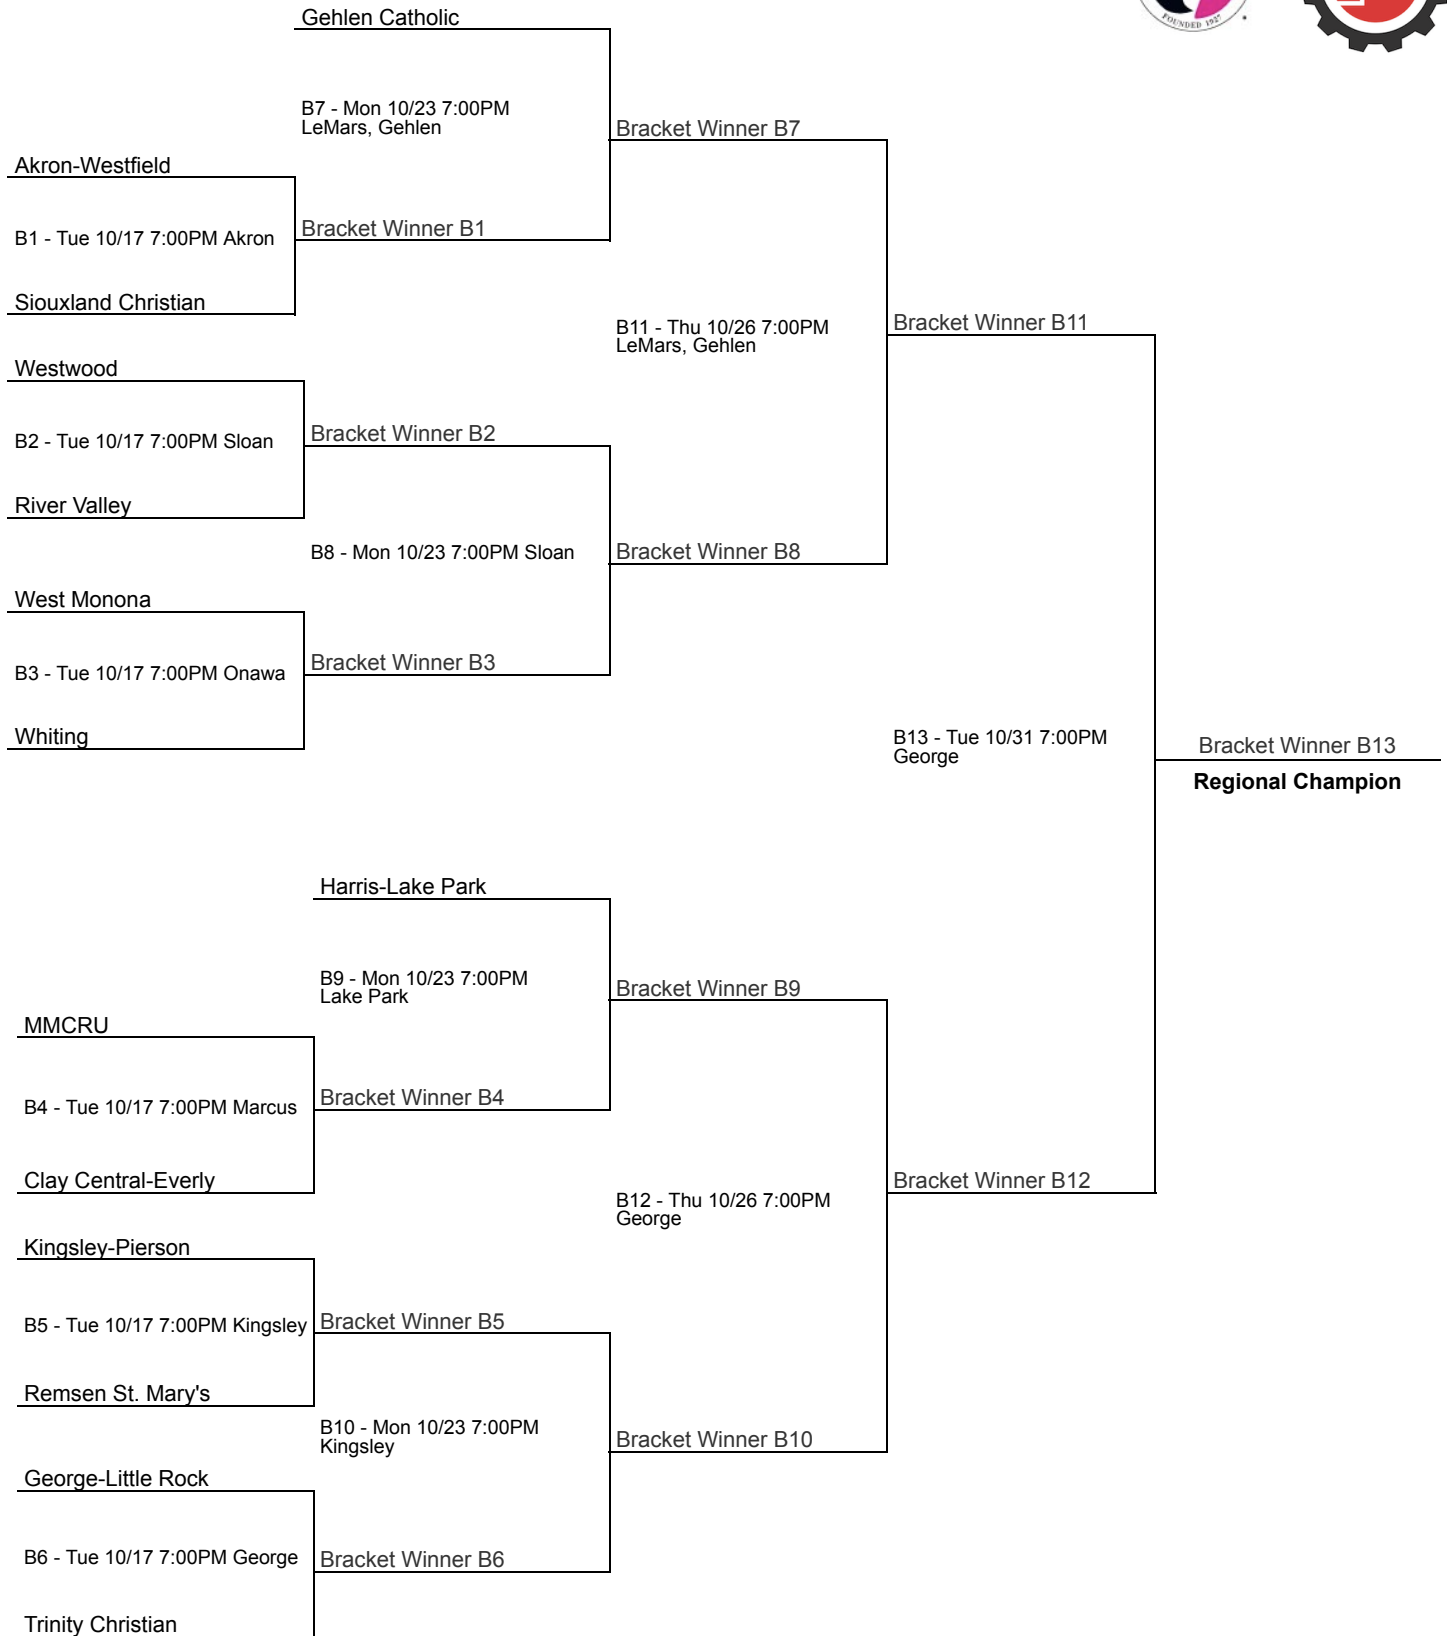 FOUNDED 1927
Gehlen Catholic
B7 - Mon 10/23 7:00PM
LeMars, Gehlen
Bracket Winner B7
Akron-Westfield
B1 - Tue 10/17 7:00PM Akron
Bracket Winner B1
Siouxland Christian
B11 - Thu 10/26 7:00PM
LeMars, Gehlen
Bracket Winner B11
Westwood
B2 - Tue 10/17 7:00PM Sloan
Bracket Winner B2
River Valley
B8 - Mon 10/23 7:00PM Sloan
Bracket Winner B8
West Monona
B3 - Tue 10/17 7:00PM Onawa
Bracket Winner B3
Whiting
B13 - Tue 10/31 7:00PM
George
Bracket Winner B13
Regional Champion
Harris-Lake Park
B9 - Mon 10/23 7:00PM
Lake Park
Bracket Winner B9
MMCRU
B4 - Tue 10/17 7:00PM Marcus
Bracket Winner B4
Clay Central-Everly
B12 - Thu 10/26 7:00PM
George
Bracket Winner B12
Kingsley-Pierson
B5 - Tue 10/17 7:00PM Kingsley
Bracket Winner B5
Remsen St. Mary's
B10 - Mon 10/23 7:00PM
Kingsley
Bracket Winner B10
George-Little Rock
B6 - Tue 10/17 7:00PM George
Bracket Winner B6
Trinity Christian